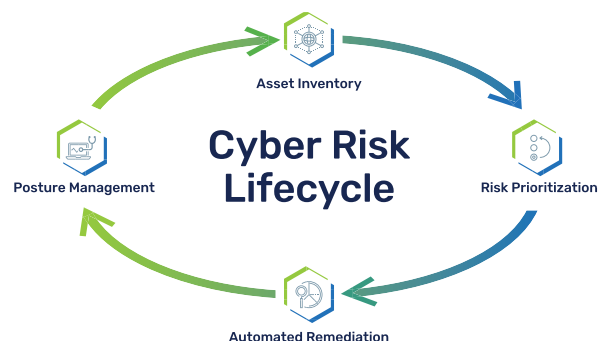 Asset Inventory
Cyber Risk
Lifecycle
Posture Management
Risk Prioritization
Automated Remediation